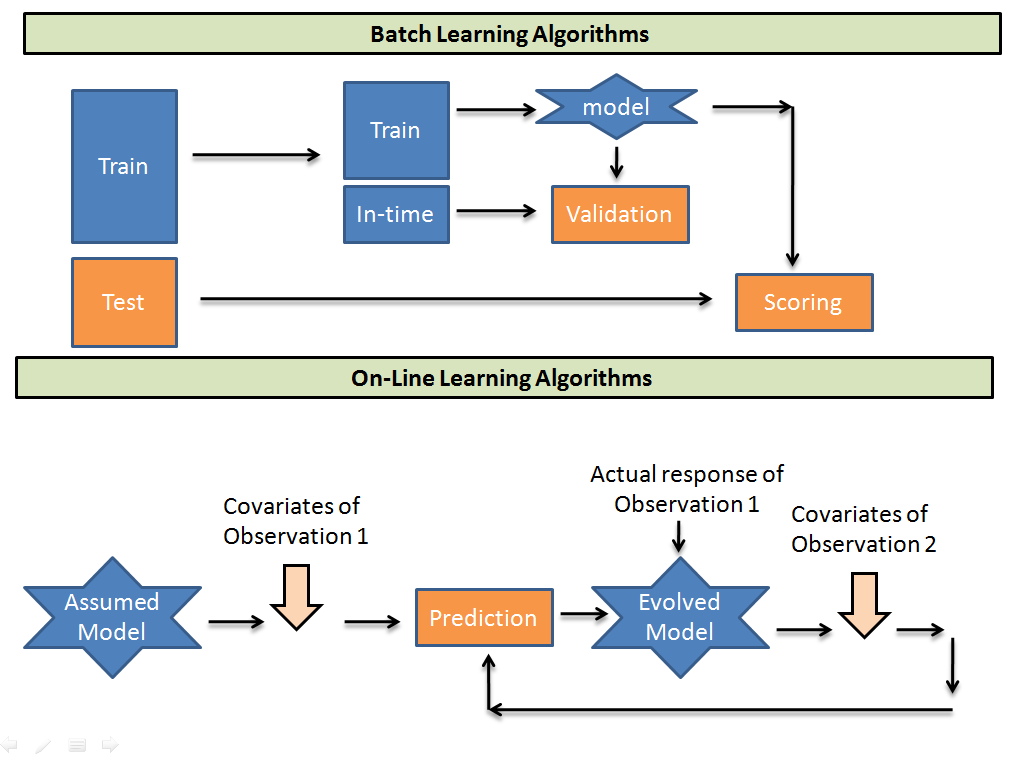 Batch Learning Algorithms
Train
Train
model
In-time
Validation
Test
Scoring
On-Line Learning Algorithms
Covariates of
Observation 1
Actual response of
Observation 1
Covariates of
Observation 2
Assumed
Model
Prediction
Evolved
Model